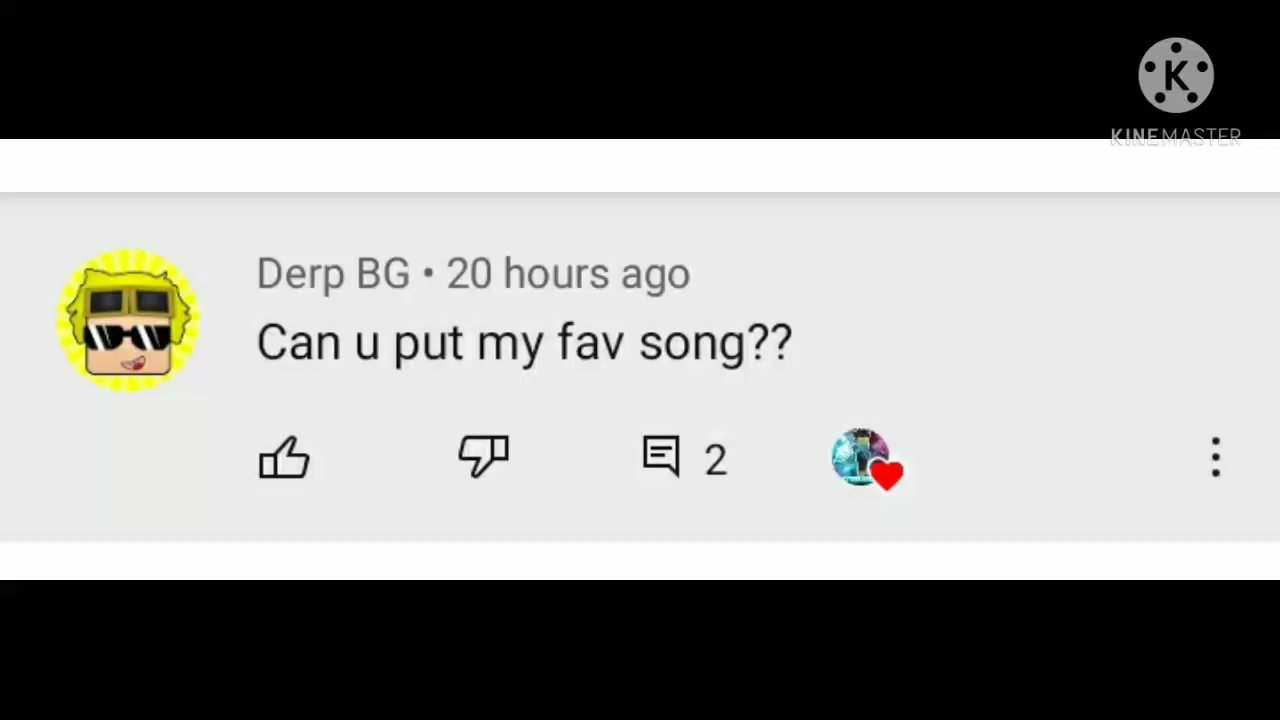 K
KINEMASTER
Derp BG • 20 hours ago
Can u put my fav song??
2